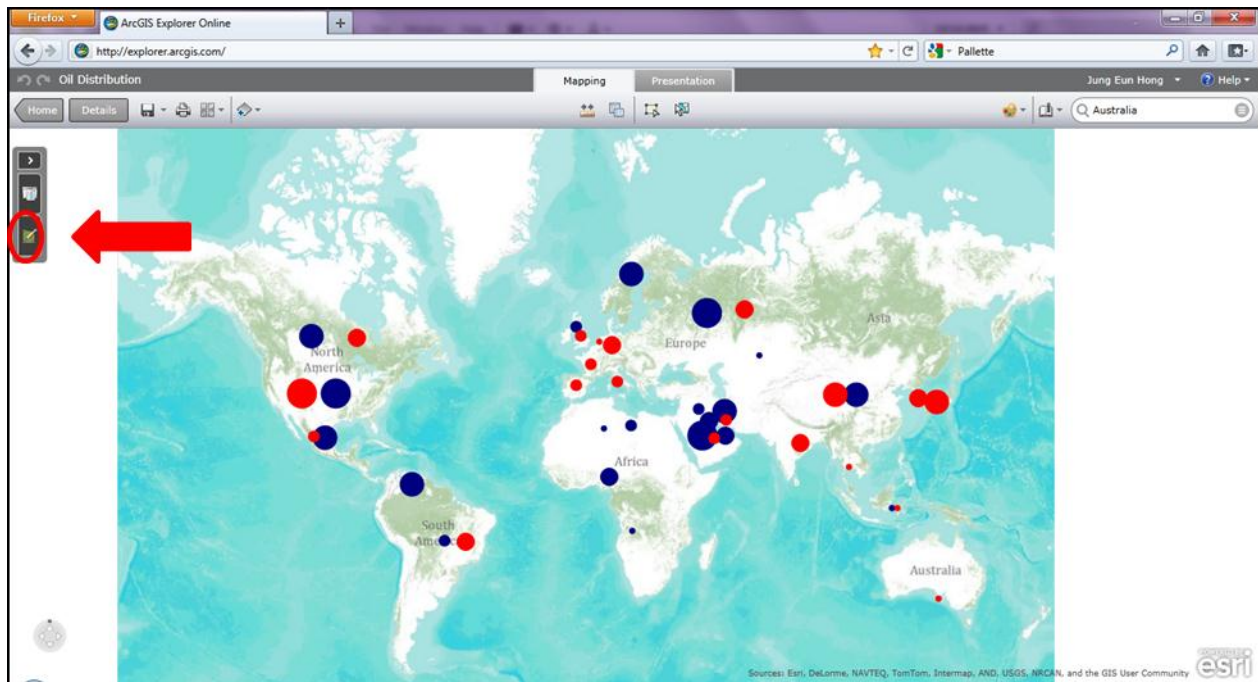 Firefox
ArcGIS Explorer Online
http://explorer.arcgis.com/
Pallette
Oil Distribution
Mapping
Presentation
Jung Eun Hong
Help
Home
Details
Australia
North
America
Europe
Asia
Africa
South
America
Australia
Sources: Esri, DeLorme, NAVTEQ, TomTom, Intermap, AND, USGS, NRCAN, and the GIS User Community
POWERED BY
esri